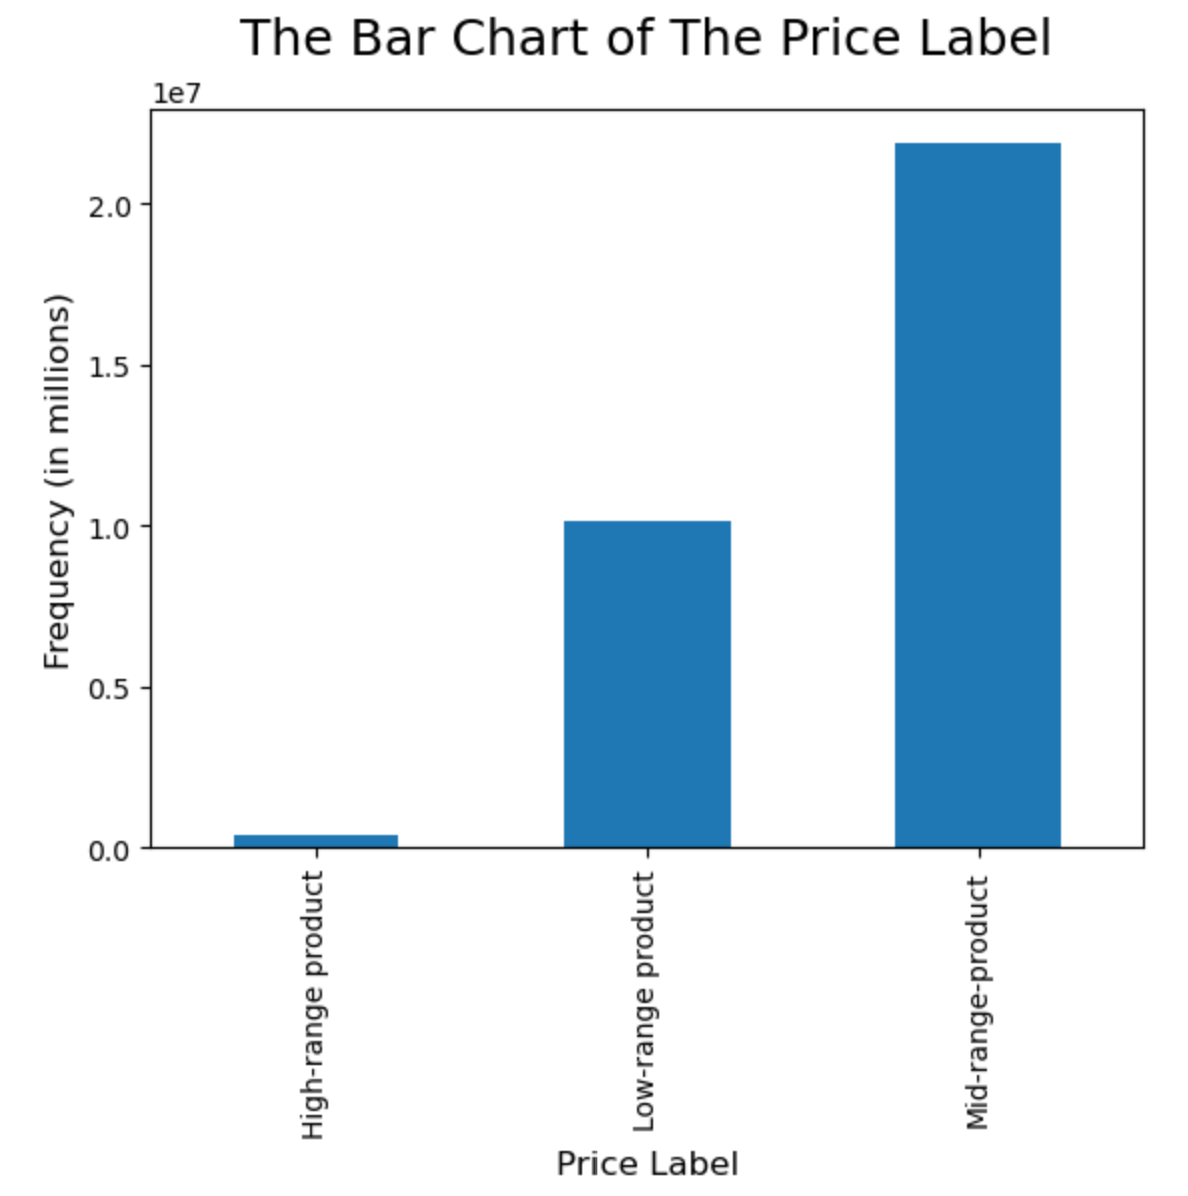 The Bar Chart of The Price Label
1e7
2.0
1.5
1.0
0.5
0.0
Frequency (in millions)
High-range product
Low-range product
Mid-range-product
Price Label